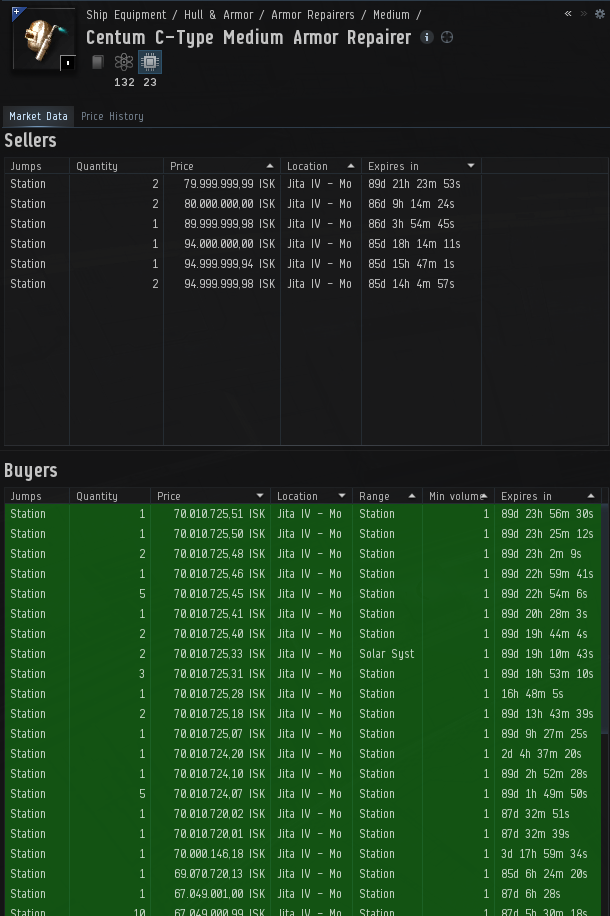 Ship Equipment / Hull & Armor / Armor Repairers / Medium /
Centum C-Type Medium Armor Repairer
132 23
Market Data Price History
Sellers
Jumps Quantity Price Location Expires in
Station 2 79.999.999,99 ISK Jita IV - Mo 89d 21h 23m 53s
Station 2 80.000.000,00 ISK Jita IV - Mo 86d 9h 14m 24s
Station 1 89.999.999,98 ISK Jita IV - Mo 86d 3h 54m 45s
Station 1 94.000.000,00 ISK Jita IV - Mo 85d 18h 14m 11s
Station 1 94.999.999,94 ISK Jita IV - Mo 85d 15h 47m 1s
Station 2 94.999.999,98 ISK Jita IV - Mo 85d 14h 4m 57s
Buyers
Jumps Quantity Price Location Range Min volume Expires in
Station 1 70.010.725,51 ISK Jita IV - Mo Station 1 89d 23h 56m 30s
Station 1 70.010.725,50 ISK Jita IV - Mo Station 1 89d 23h 25m 12s
Station 2 70.010.725,48 ISK Jita IV - Mo Station 1 89d 23h 2m 9s
Station 1 70.010.725,46 ISK Jita IV - Mo Station 1 89d 22h 59m 41s
Station 5 70.010.725,45 ISK Jita IV - Mo Station 1 89d 22h 54m 6s
Station 1 70.010.725,41 ISK Jita IV - Mo Station 1 89d 20h 28m 3s
Station 2 70.010.725,40 ISK Jita IV - Mo Station 1 89d 19h 44m 4s
Station 2 70.010.725,33 ISK Jita IV - Mo Solar Syst 1 89d 19h 10m 43s
Station 3 70.010.725,31 ISK Jita IV - Mo Station 1 89d 18h 53m 10s
Station 1 70.010.725,28 ISK Jita IV - Mo Station 1 16h 48m 5s
Station 2 70.010.725,18 ISK Jita IV - Mo Station 1 89d 13h 43m 39s
Station 1 70.010.725,07 ISK Jita IV - Mo Station 1 89d 9h 27m 25s
Station 1 70.010.724,20 ISK Jita IV - Mo Station 1 2d 4h 37m 20s
Station 1 70.010.724,10 ISK Jita IV - Mo Station 1 89d 2h 52m 28s
Station 5 70.010.724,07 ISK Jita IV - Mo Station 1 89d 1h 49m 50s
Station 1 70.010.720,02 ISK Jita IV - Mo Station 1 87d 32m 51s
Station 1 70.010.720,01 ISK Jita IV - Mo Station 1 87d 32m 39s
Station 1 70.000.146,18 ISK Jita IV - Mo Station 1 3d 17h 59m 34s
Station 1 69.070.720,13 ISK Jita IV - Mo Station 1 85d 6h 24m 20s
Station 1 67.049.001,00 ISK Jita IV - Mo Station 1 87d 6h 28s
Station 10 67.049.000,99 ISK Jita IV - Mo Station 1 87d 5h 30m 18s